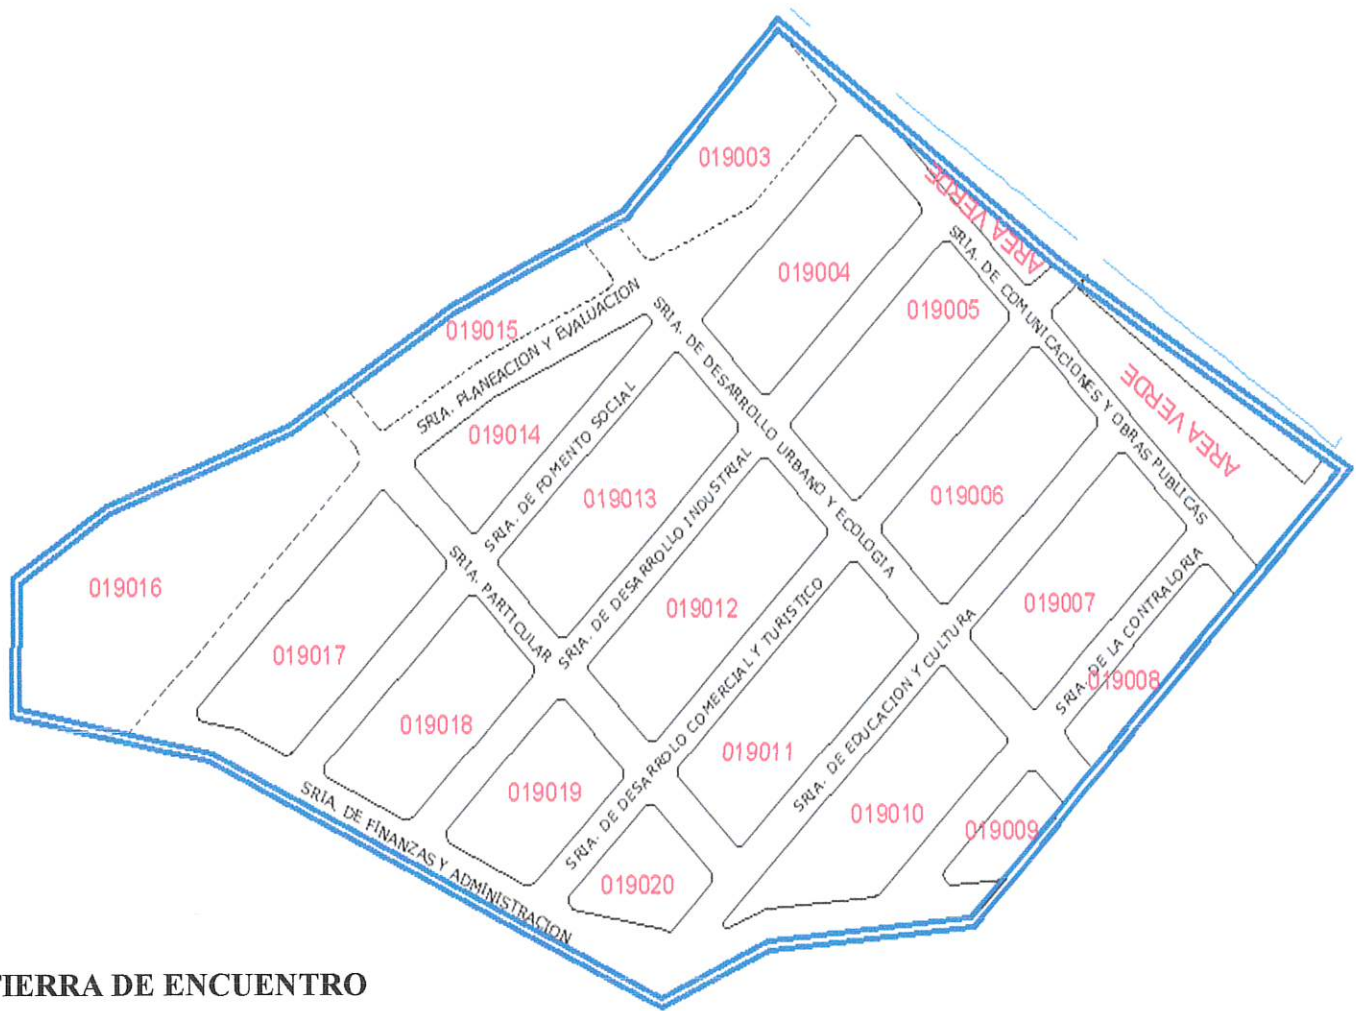 019003
AREA VERDE
019004
SRIA. DE COMUNICACIONES Y OBRAS PUBLICAS
019005
019015
SRIA. PLANEACION Y EVALUACION
SRIA. DE DESARROLLO URBANO Y ECOLOGIA
AREA VERDE
019014
SRIA. DE FOMENTO SOCIAL
019013
SRIA. DE DESARROLLO INDUSTRIAL
019006
019016
SRIA. PARTICULAR
019012
019007
SRIA. DE LA CONTRALORIA
019017
019008
SRIA. DE DESARROLO COMERCIAL Y TURISTICO
SRIA. DE EDUCACION Y CULTURA
019018
019011
019019
019010
019009
SRIA. DE FINANZAS Y ADMINISTRACION
019020
TIERRA DE ENCUENTRO